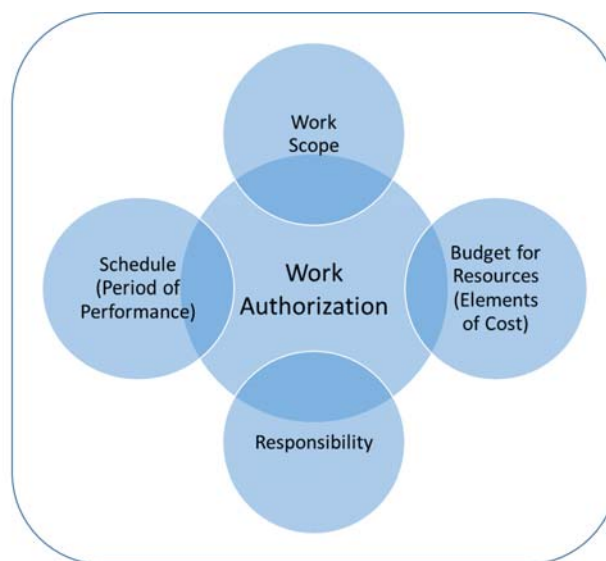 Work
Scope
Schedule
(Period of
Performance)
Work
Authorization
Budget for
Resources
(Elements
of Cost)
Responsibility